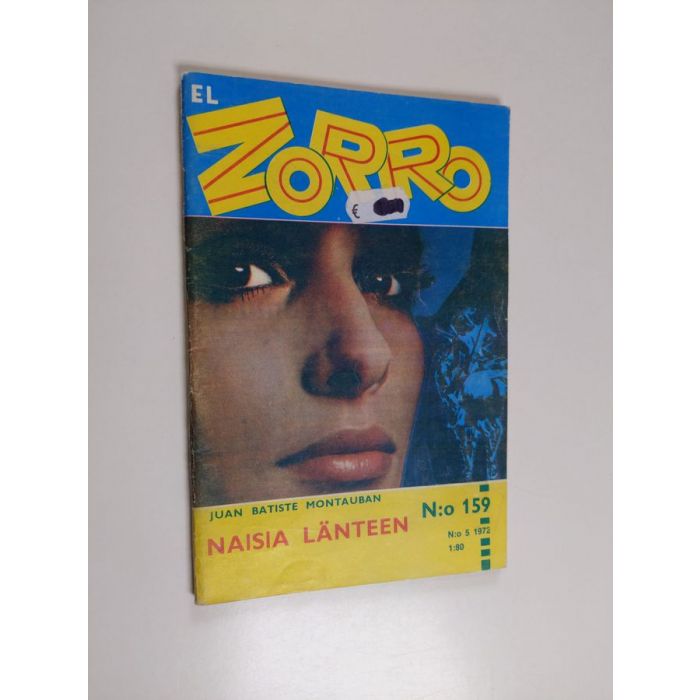 EL
ZORRO
€
JUAN BATISTE MONTAUBAN
NAISIA LÄNTEEN
N:o 159
N:o 5 1972
1:80